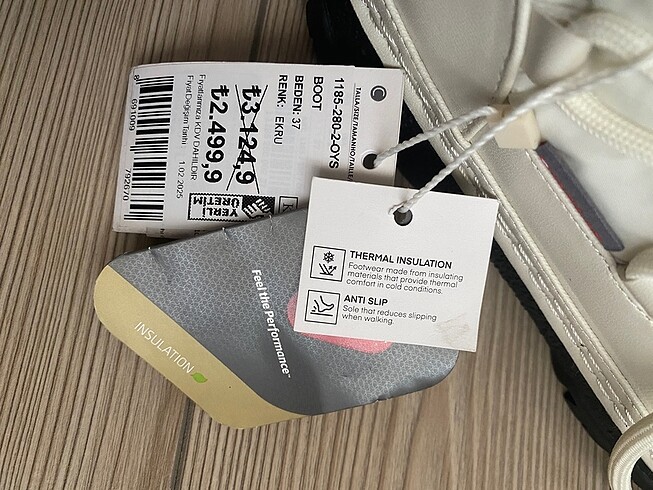 TALLA/SIZE/TAMANHO/TAILLE
1185-280-2-OYS
BOOT
BEDEN: 37
RENK: EKRU
₺3.124,9
₺2.499,9
Fiyatlarımıza KDV DAHİLDİR
Fiyat Değişim Tarihi 1.02.2025
YERLİ
ÜRETİM
8 691009 792670
THERMAL INSULATION
Footwear made from insulating
materials that provide thermal
comfort in cold conditions.
ANTI SLIP
Sole that reduces slipping
when walking.
Feel the Performance
INSULATION